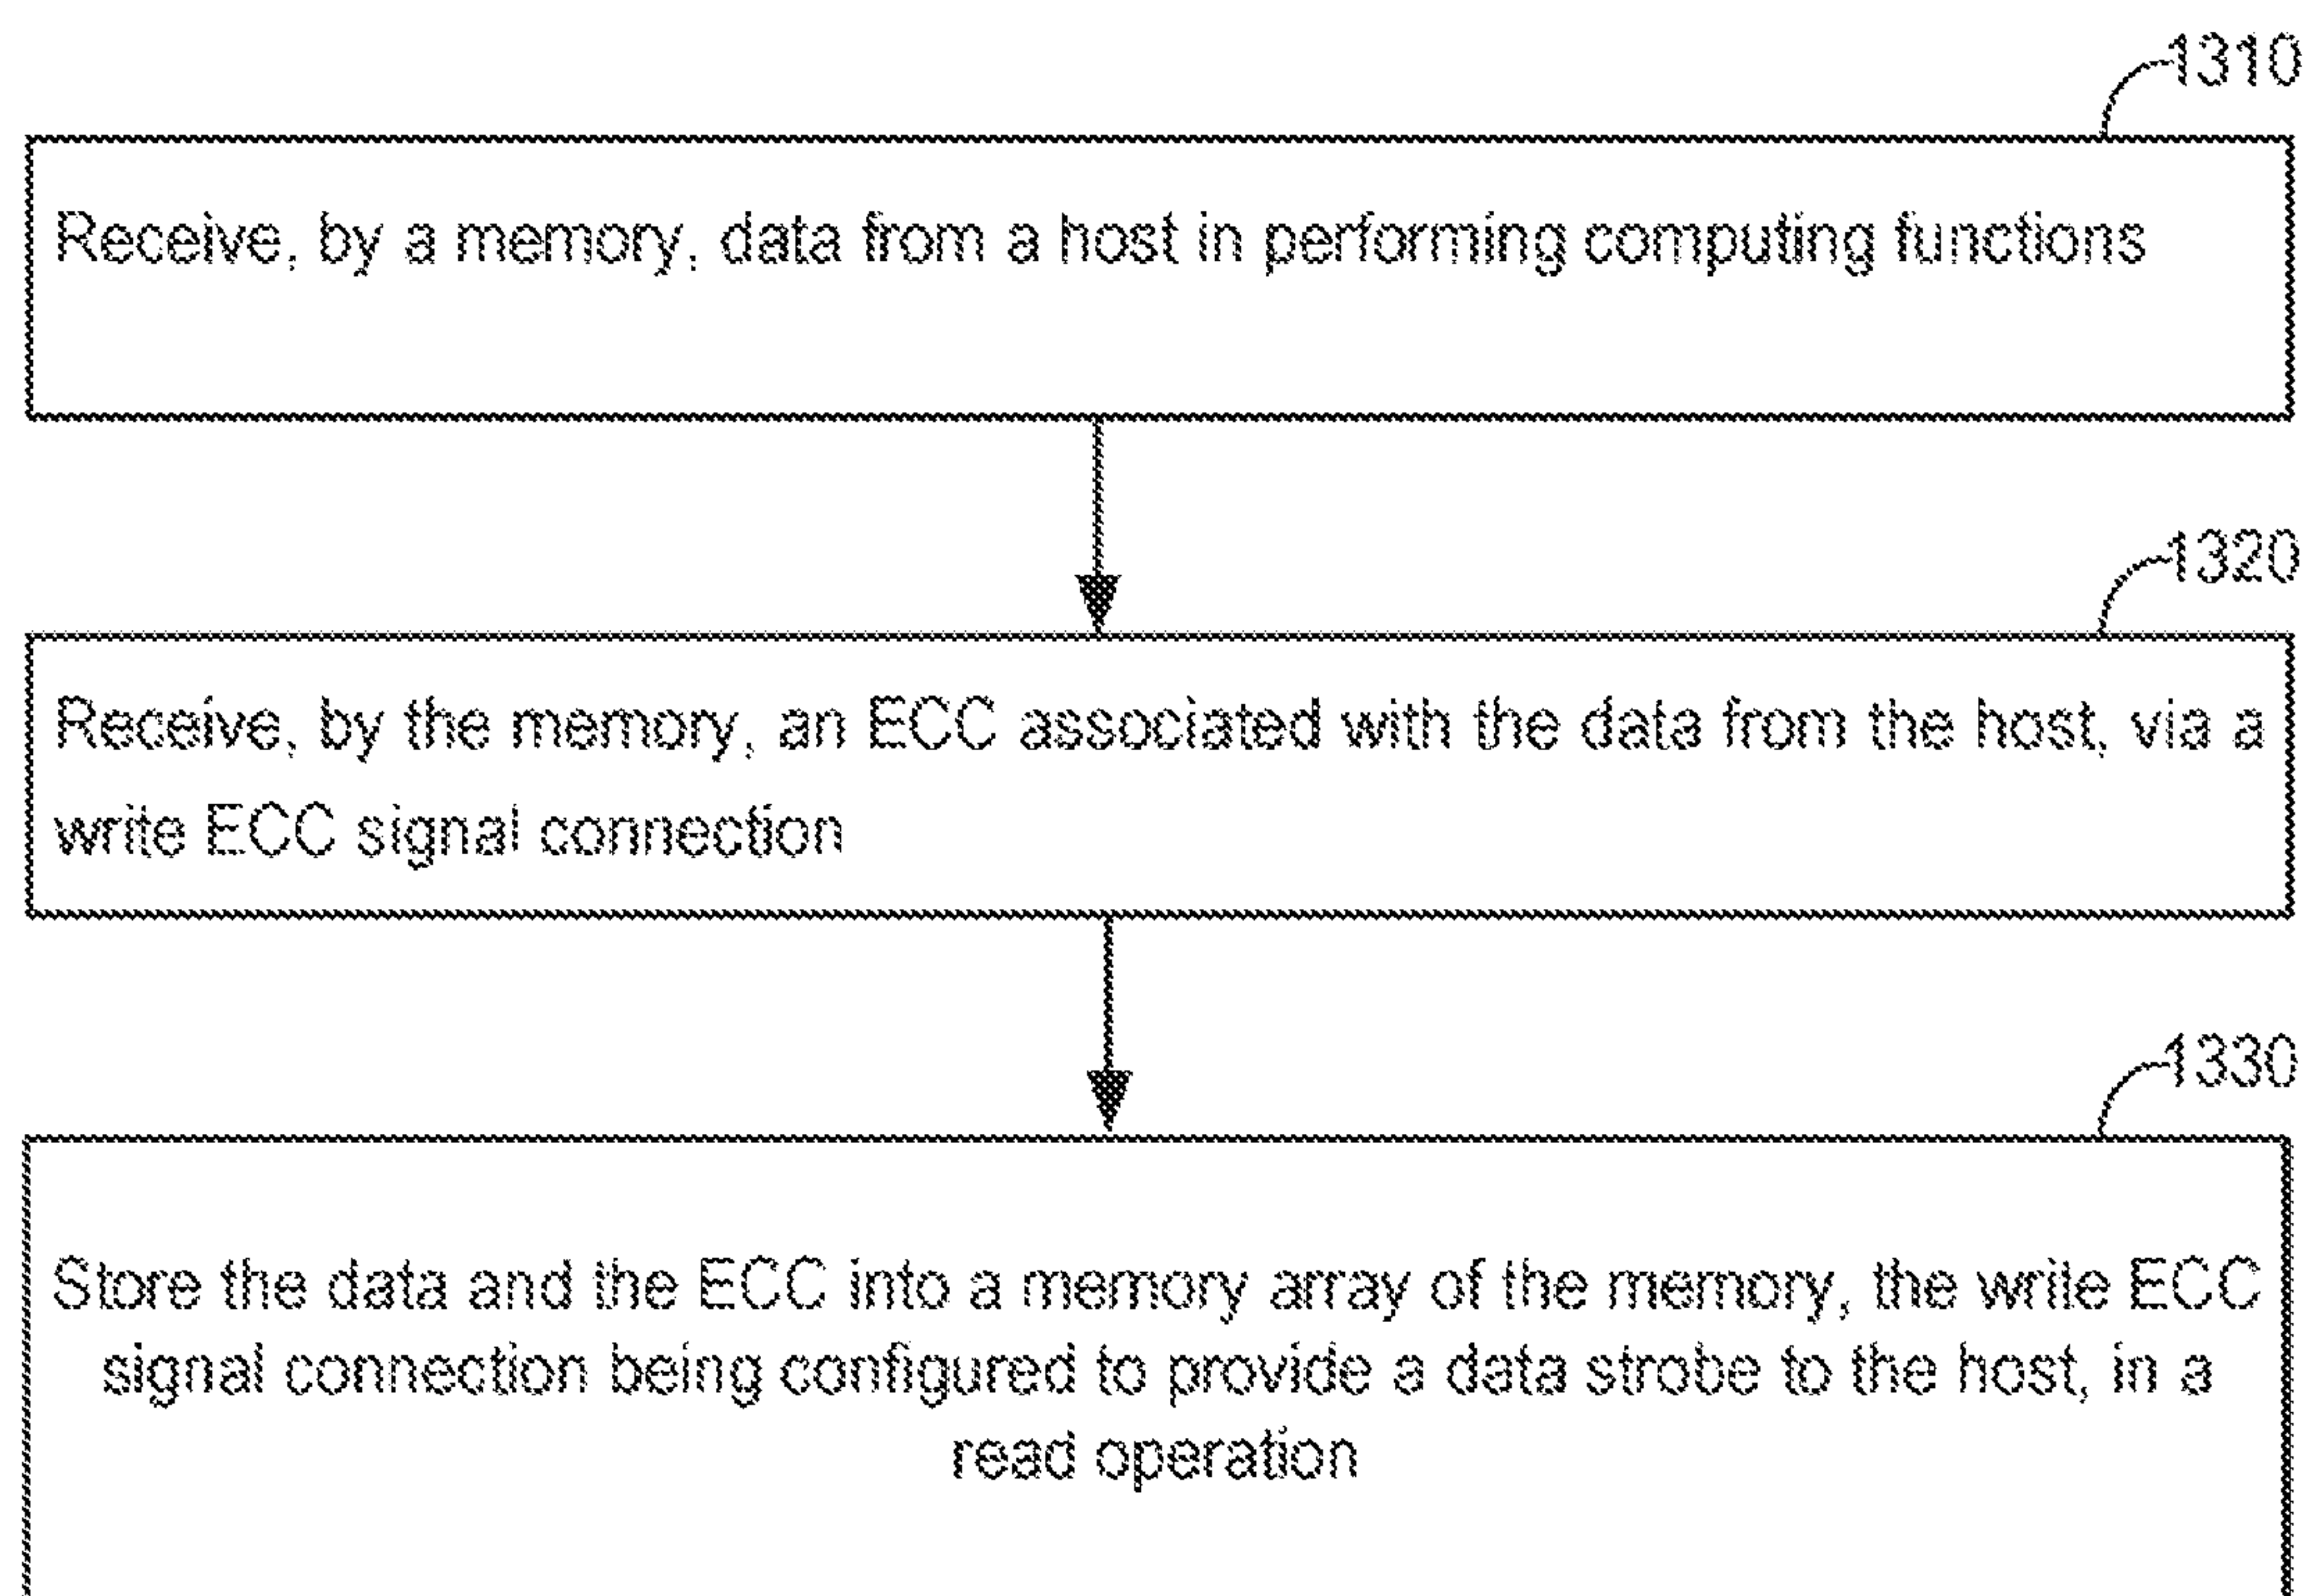 1310
Receive, by a memory, data from a host in performing computing functions
1320
Receive, by the memory, an ECC associated with the data from the host, via a
write ECC signal connection
1330
Store the data and the ECC into a memory array of the memory, the write ECC
signal connection being configured to provide a data strobe to the host, in a
read operation